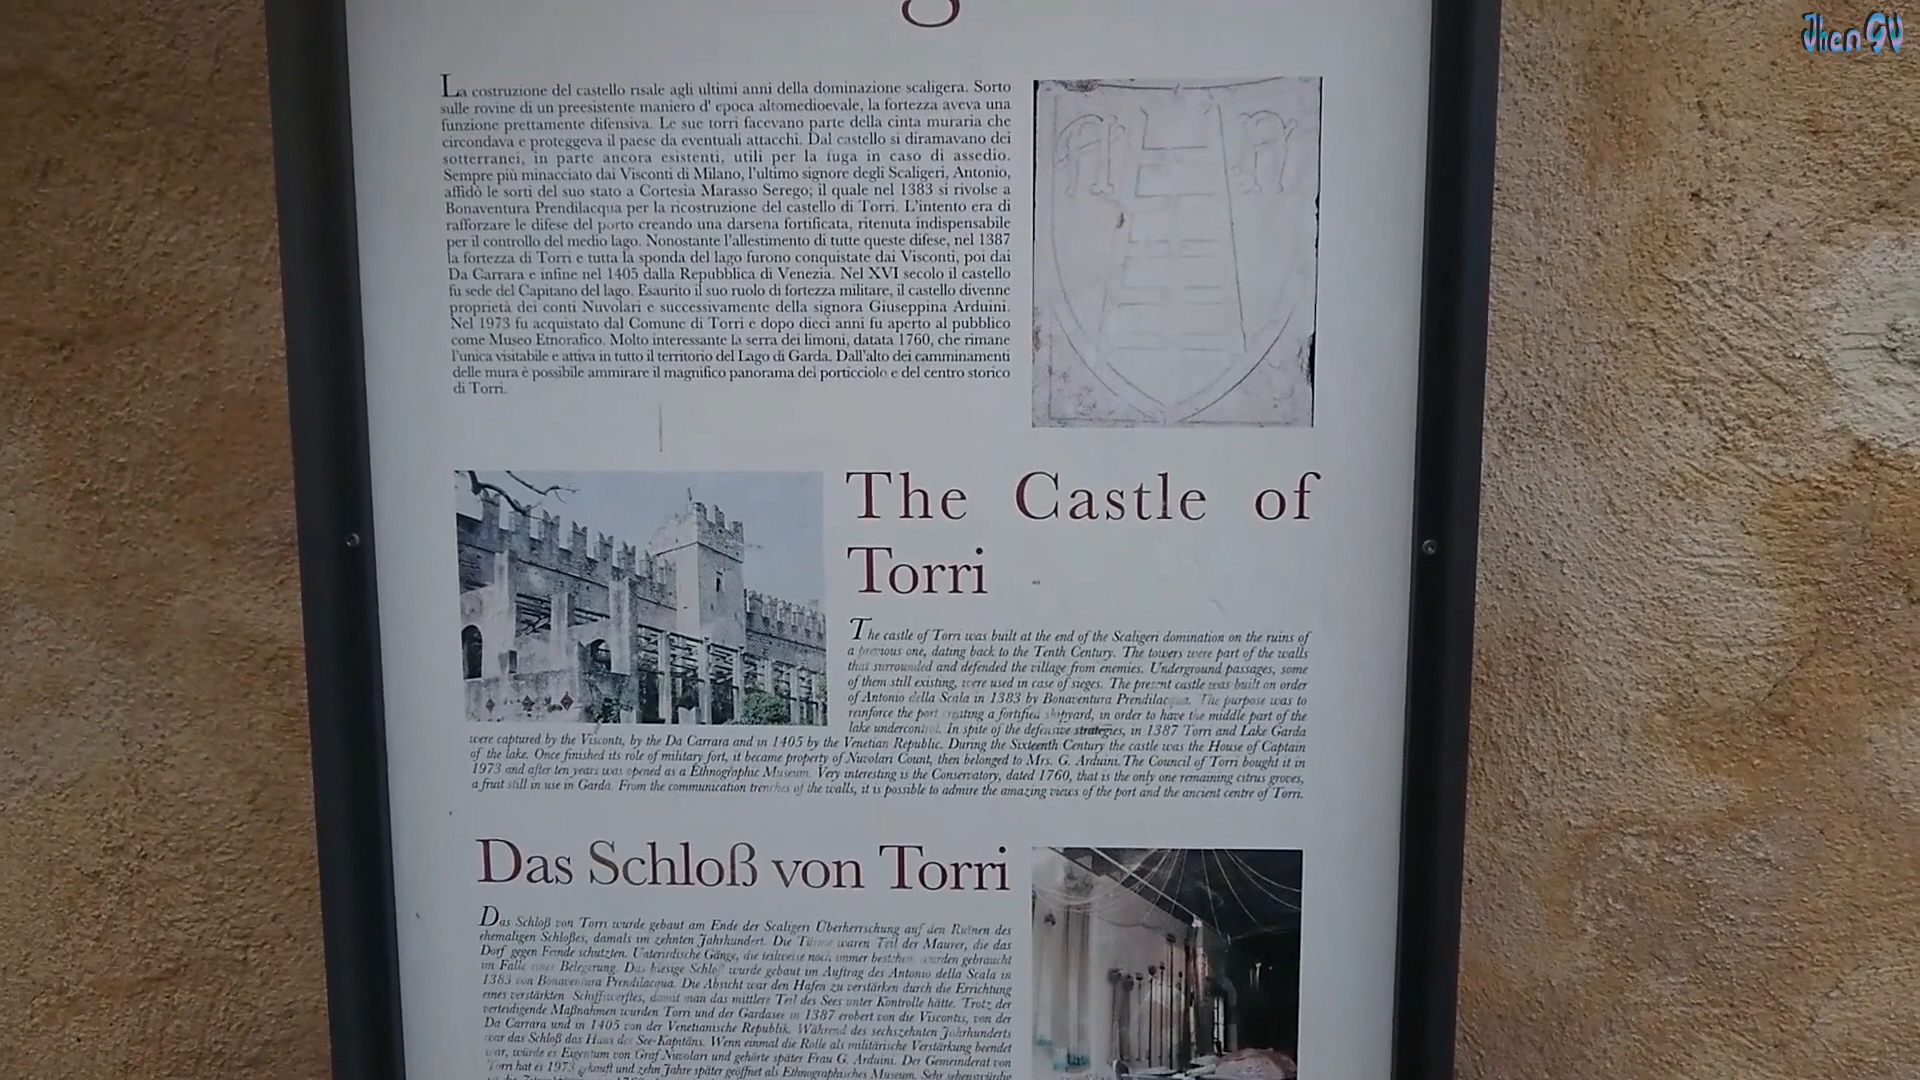 Jhan GV
La costruzione del castello risale agli ultimi anni della dominazione scaligera. Sorto
sulle rovine di un preesistente maniero d' epoca altomedioevale, la fortezza aveva una
funzione prettamente difensiva. Le sue torri facevano parte della cinta muraria che
circondava e proteggeva il paese da eventuali attacchi. Dal castello si diramavano dei
sotterranei, in parte ancora esistenti, utili per la fuga in caso di assedio.
Sempre più minacciato dai Visconti di Milano, l'ultimo signore degli Scaligeri, Antonio,
affidò le sorti del suo stato a Cortesia Marasso Serego; il quale nel 1383 si rivolse a
Bonaventura Prendilacqua per la ricostruzione del castello di Torri. L'intento era di
rafforzare le difese del porto creando una darsena fortificata, ritenuta indispensabile
per il controllo del medio lago. Nonostante l'allestimento di tutte queste difese, nel 1387
la fortezza di Torri e tutta la sponda del lago furono conquistate dai Visconti, poi dai
Da Carrara e infine nel 1405 dalla Repubblica di Venezia. Nel XVI secolo il castello
fu sede del Capitano del lago. Esaurito il suo ruolo di fortezza militare, il castello divenne
proprietà dei conti Nuvolari e successivamente della signora Giuseppina Arduini.
Nel 1973 fu acquistato dal Comune di Torri e dopo dieci anni fu aperto al pubblico
come Museo Etnorafico. Molto interessante la serra dei limoni, datata 1760, che rimane
l'unica visitabile e attiva in tutto il territorio del Lago di Garda. Dall'alto dei camminamenti
delle mura è possibile ammirare il magnifico panorama del porticciolo e del centro storico
di Torri.
The Castle of
Torri
The castle of Torri was built at the end of the Scaligeri domination on the ruins of
a previous one, dating back to the Tenth Century. The towers were part of the walls
that surrounded and defended the village from enemies. Underground passages, some
of them still existing, were used in case of sieges. The present castle was built on order
of Antonio della Scala in 1383 by Bonaventura Prendilacqua. The purpose was to
reinforce the port creating a fortified shipyard, in order to have the middle part of the
lake undercontrol. In spite of the defensive strategies, in 1387 Torri and Lake Garda
were captured by the Visconti, by the Da Carrara and in 1405 by the Venetian Republic. During the Sixteenth Century the castle was the House of Captain
of the lake. Once finished its role of military fort, it became property of Nuvolari Count, then belonged to Mrs. G. Arduini. The Council of Torri bought it in
1973 and after ten years was opened as a Ethnographic Museum. Very interesting is the Conservatory, dated 1760, that is the only one remaining citrus groves,
a fruit still in use in Garda. From the communication trenches of the walls, it is possible to admire the amazing views of the port and the ancient centre of Torri.
Das Schloß von Torri
Das Schloß von Torri wurde gebaut am Ende der Scaligeri Überherrschung auf den Ruïnen des
ehemaligen Schloßes, damals im zehnten Jahrhundert. Die Türme waren Teil der Maurer, die das
Dorf gegen Feinde schutzten. Unterirdische Gänge, die teilweise noch immer bestehen, wurden gebraucht
im Falle einer Belegerung. Das hiesige Schloß wurde gebaut im Auftrag des Antonio della Scala in
1383 von Bonaventura Prendilacqua. Die Absicht war den Hafen zu verstärken durch die Errichtung
eines verstärkten Schiffswerftes, damit man das mittlere Teil des Sees unter Kontrolle hätte. Trotz der
verteidigende Maßnahmen wurden Torri und der Gardasee in 1387 erobert von die Viscontis, von der
Da Carrara und in 1405 von der Venetianische Republik. Während des sechszehnten Jahrhunderts
war das Schloß das Haus des See-Kapitäns. Wenn einmal die Rolle als militärische Verstärkung beendet
war, würde es Eigentum von Graf Nuvolari und gehörte später Frau G. Arduini. Der Gemeinderat von
Torri hat es 1973 gekauft und zehn Jahre später geöffnet als Ethnographisches Museum. Sehr sehenswürdig